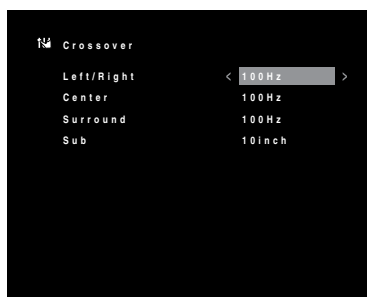 Crossover
Left/Right < 100Hz >
Center 100Hz
Surround 100Hz
Sub 10inch